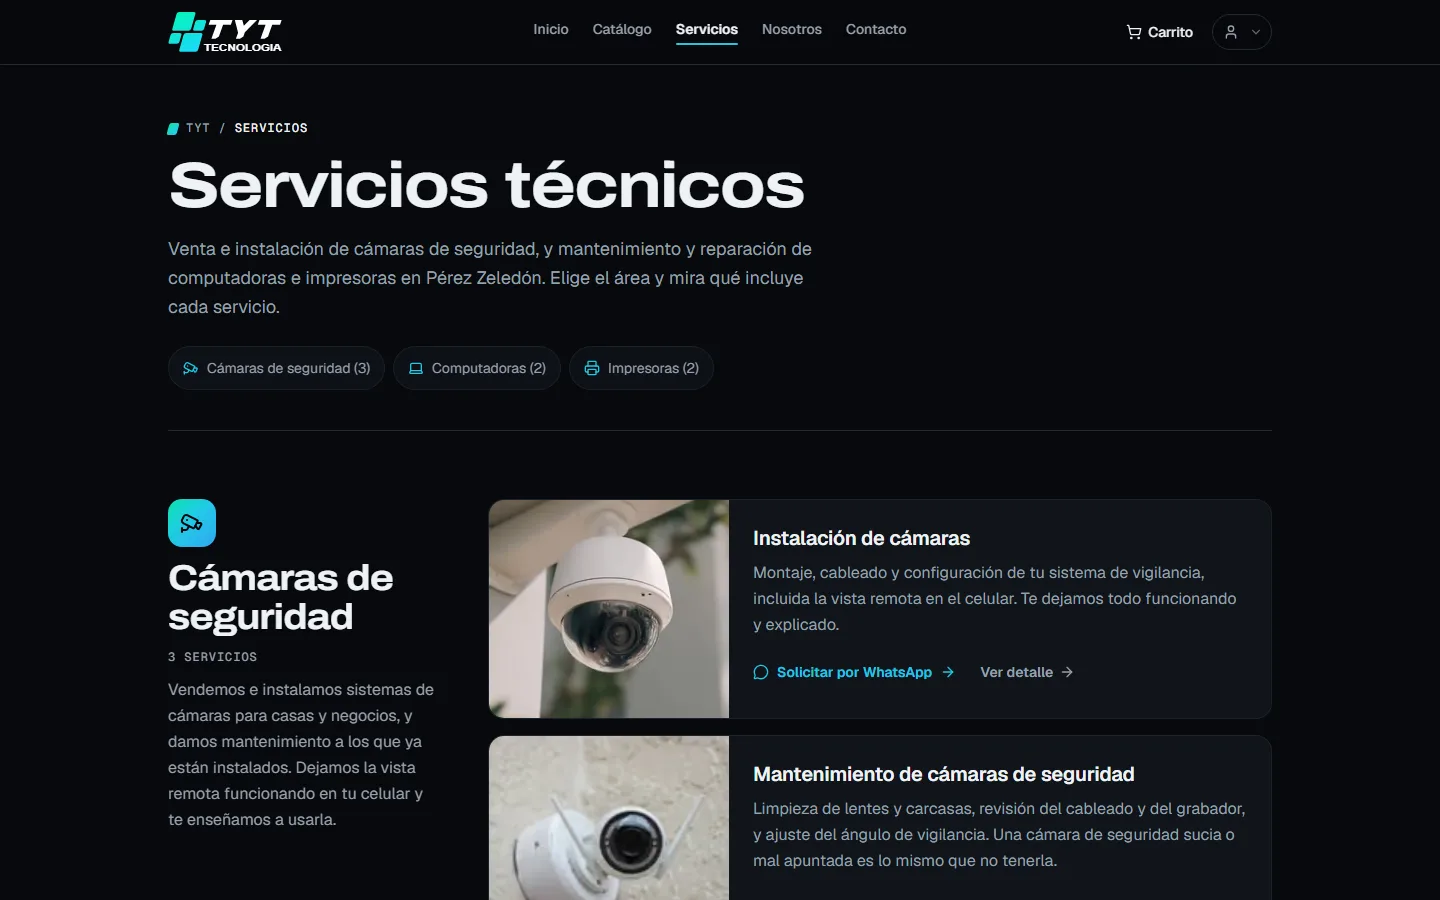 TYT
TECNOLOGIA
Inicio
Catálogo
Servicios
Nosotros
Contacto
Carrito
TYT / SERVICIOS
Servicios técnicos
Venta e instalación de cámaras de seguridad, y mantenimiento y reparación de
computadoras e impresoras en Pérez Zeledón. Elige el área y mira qué incluye
cada servicio.
Cámaras de seguridad (3)
Computadoras (2)
Impresoras (2)
Cámaras de
seguridad
3 SERVICIOS
Vendemos e instalamos sistemas de
cámaras para casas y negocios, y
damos mantenimiento a los que ya
están instalados. Dejamos la vista
remota funcionando en tu celular y
te enseñamos a usarla.
Instalación de cámaras
Montaje, cableado y configuración de tu sistema de vigilancia,
incluida la vista remota en el celular. Te dejamos todo funcionando
y explicado.
Solicitar por WhatsApp →
Ver detalle →
Mantenimiento de cámaras de seguridad
Limpieza de lentes y carcasas, revisión del cableado y del grabador,
y ajuste del ángulo de vigilancia. Una cámara de seguridad sucia o
mal apuntada es lo mismo que no tenerla.